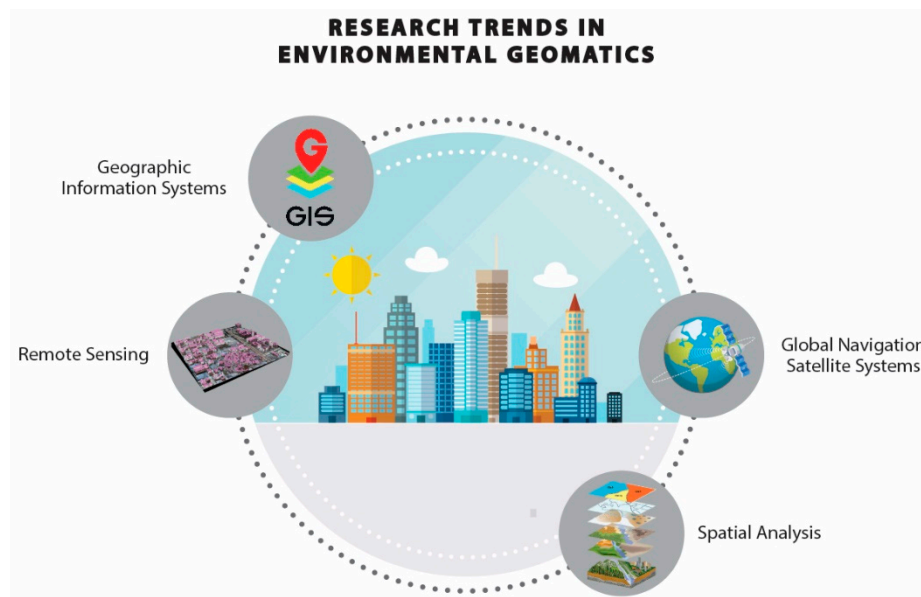 RESEARCH TRENDS IN
ENVIRONMENTAL GEOMATICS
Geographic
Information Systems
G
GIS
Remote Sensing
Global Navigation
Satellite Systems
Spatial Analysis